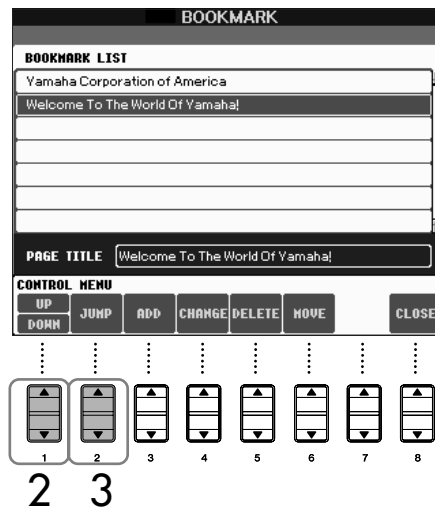 BOOKMARK
BOOKMARK LIST
Yamaha Corporation of America
Welcome To The World Of Yamaha!
PAGE TITLE Welcome To The World Of Yamaha!
CONTROL MENU
UP
DOWN
JUMP ADD CHANGE DELETE MOVE CLOSE
1 2 3 4 5 6 7 8
2 3